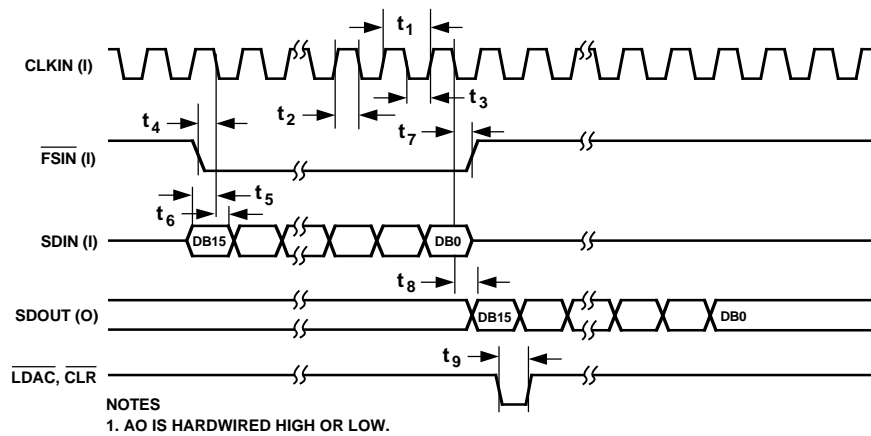 t1
CLKIN (I)
t2
t3
t4
t7
FSIN (I)
t5
t6
SDIN (I)
DB15
DB0
t8
SDOUT (O)
DB15
DB0
t9
LDAC, CLR
NOTES
1. AO IS HARDWIRED HIGH OR LOW.